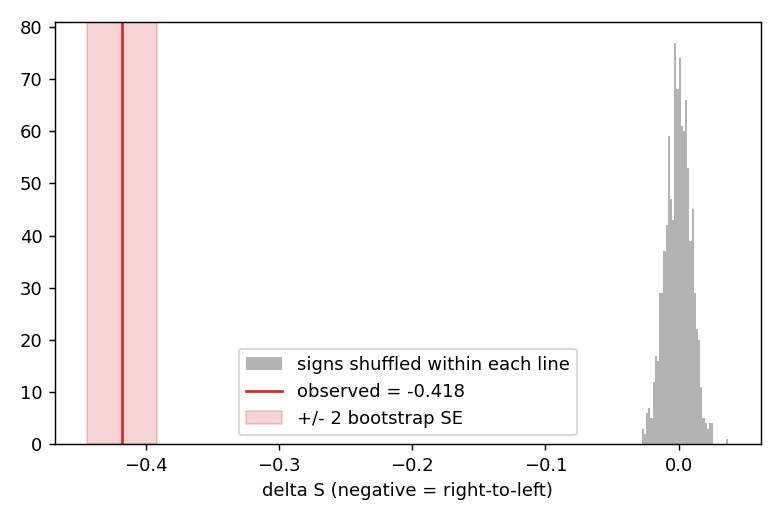 80
70
60
50
40
30
20
10
0
−0.4 −0.3 −0.2 −0.1 0.0
signs shuffled within each line
observed = -0.418
+/- 2 bootstrap SE
delta S (negative = right-to-left)